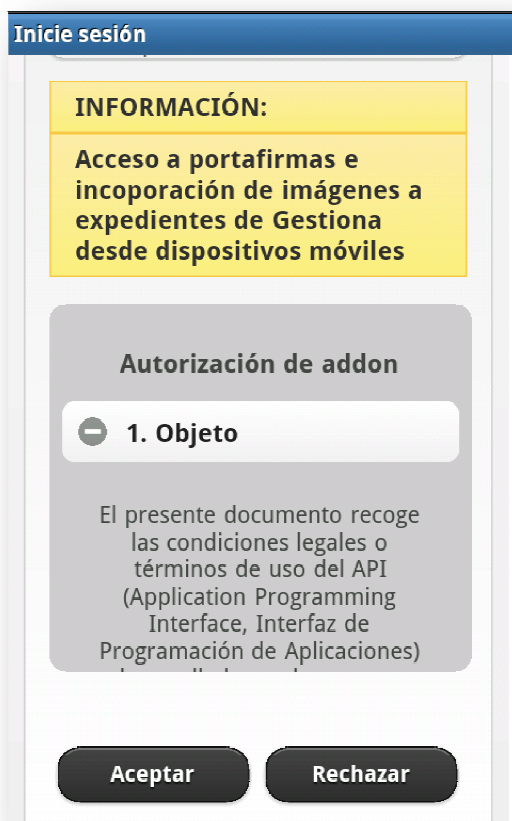 Inicie sesión
INFORMACIÓN:
Acceso a portafirmas e
incoporación de imágenes a
expedientes de Gestiona
desde dispositivos móviles
Autorización de addon
1. Objeto
El presente documento recoge
las condiciones legales o
términos de uso del API
(Application Programming
Interface, Interfaz de
Programación de Aplicaciones)
Aceptar
Rechazar